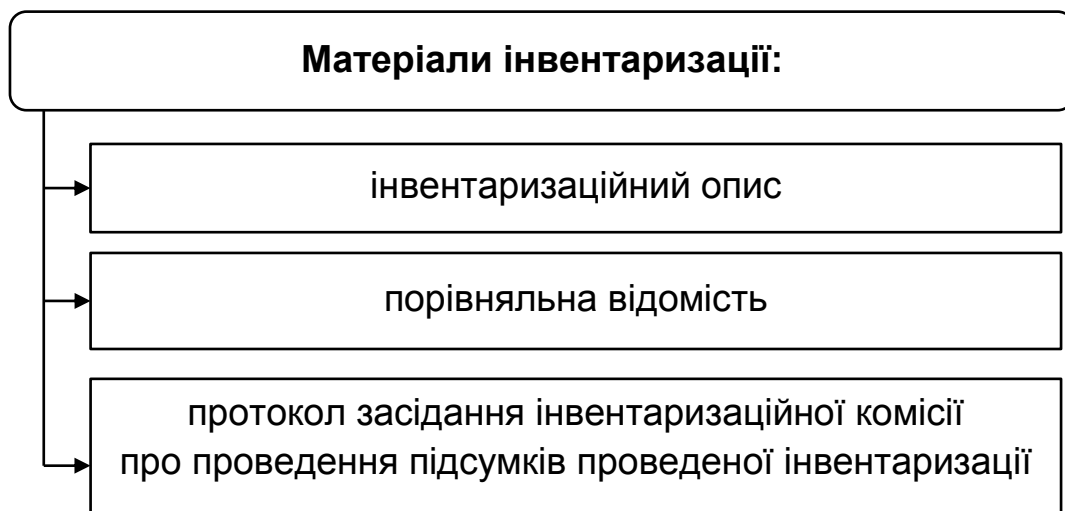 Матеріали інвентаризації:
інвентаризаційний опис
порівняльна відомість
протокол засідання інвентаризаційної комісії
про проведення підсумків проведеної інвентаризації